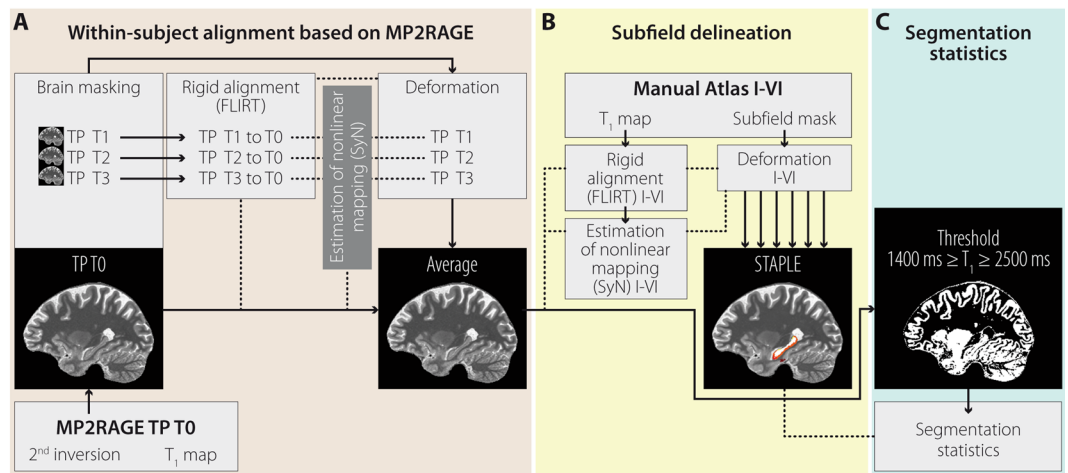 A
Within-subject alignment based on MP2RAGE
Brain masking
TP T1
TP T2
TP T3
Rigid alignment
(FLIRT)
TP T1 to T0
TP T2 to T0
TP T3 to T0
Estimation of nonlinear
mapping (SyN)
Deformation
TP T1
TP T2
TP T3
TP T0
Average
MP2RAGE TP T0
2nd inversion
T1 map
B
Subfield delineation
Manual Atlas I-VI
T1 map
Subfield mask
Rigid
alignment
(FLIRT) I-VI
Deformation
I-VI
Estimation
of nonlinear
mapping
(SyN) I-VI
STAPLE
C
Segmentation
statistics
Threshold
1400 ms ≥ T1 ≥ 2500 ms
Segmentation
statistics